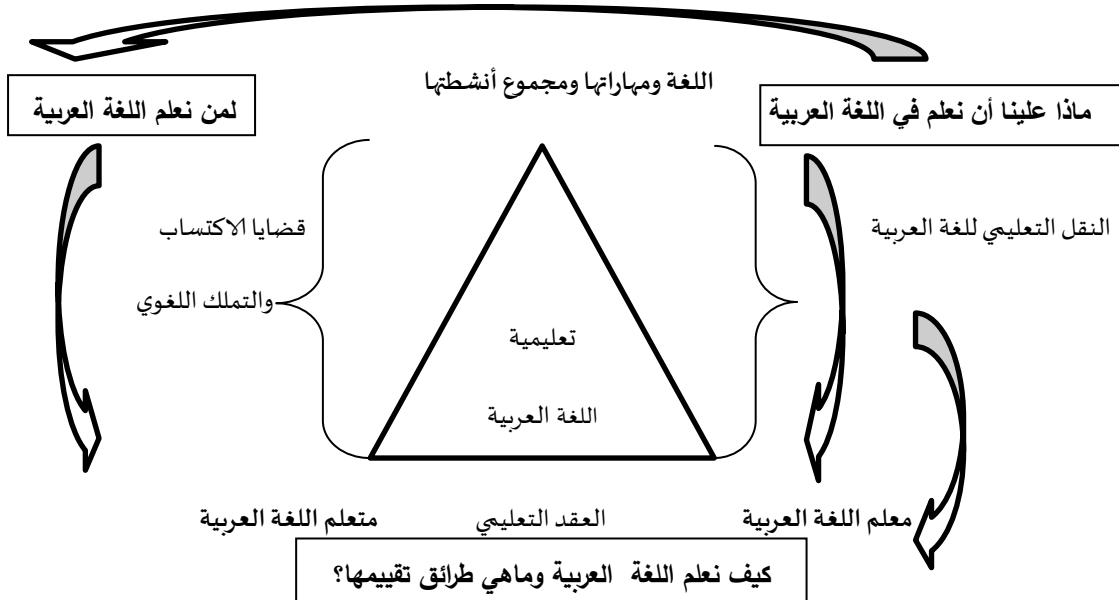 اللغة ومهاراتها ومجموع أنشطتها
ماذا علينا أن نعلم في اللغة العربية
لمن نعلم اللغة العربية
النقل التعليمي للغة العربية
قضايا الاكتساب
والتملك اللغوي
تعليمية
اللغة العربية
معلم اللغة العربية
العقد التعليمي
متعلم اللغة العربية
كيف نعلم اللغة العربية وماهي طرائق تقييمها؟